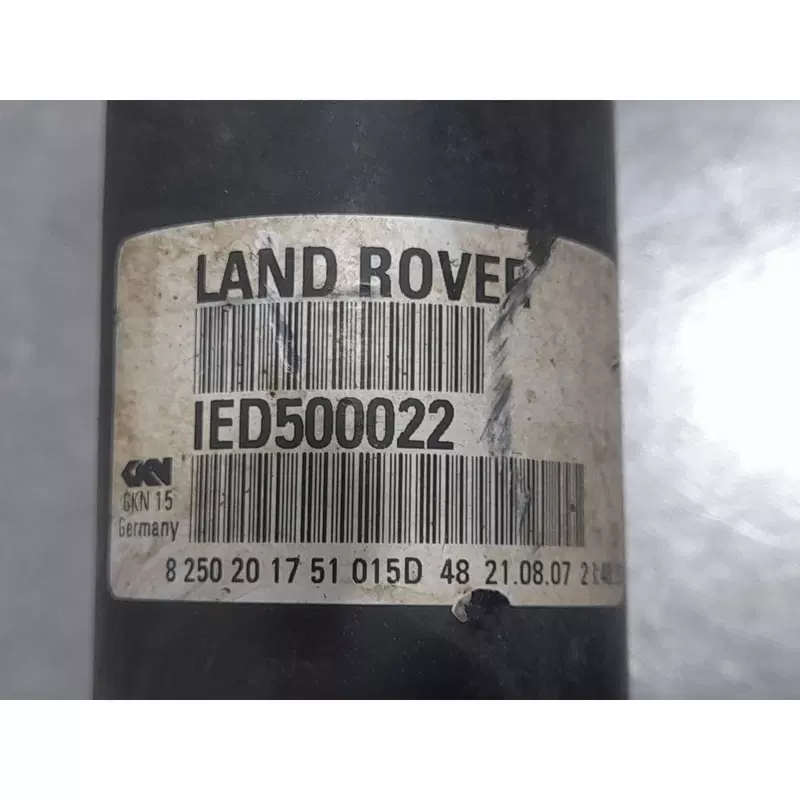 LAND ROVER
IED500022
GKN
GKN 15
Germany
8 250 20 17 51 015D 48 21.08.07